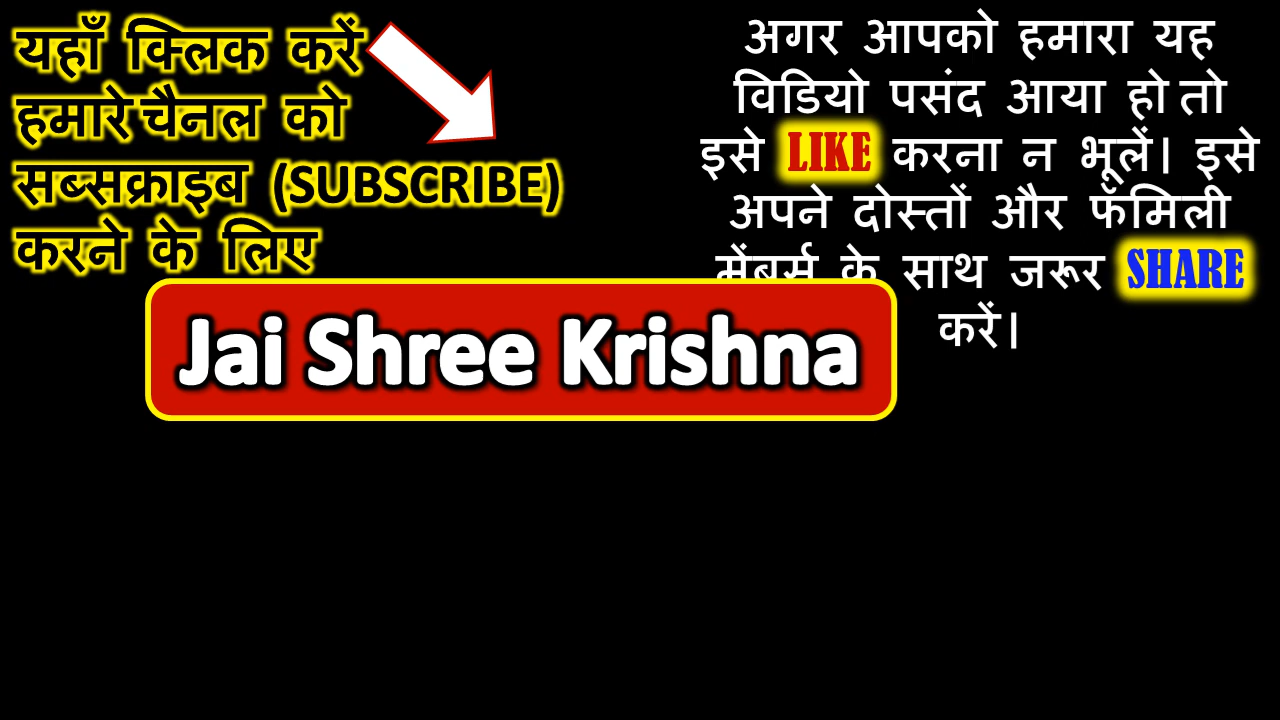 यहाँ क्लिक करें
हमारे चैनल को
सब्सक्राइब (SUBSCRIBE)
करने के लिए
अगर आपको हमारा यह
विडियो पसंद आया हो तो
इसे LIKE करना न भूलें। इसे
अपने दोस्तों और फॅमिली
मेंबर्स के साथ जरूर SHARE
करें।
Jai Shree Krishna